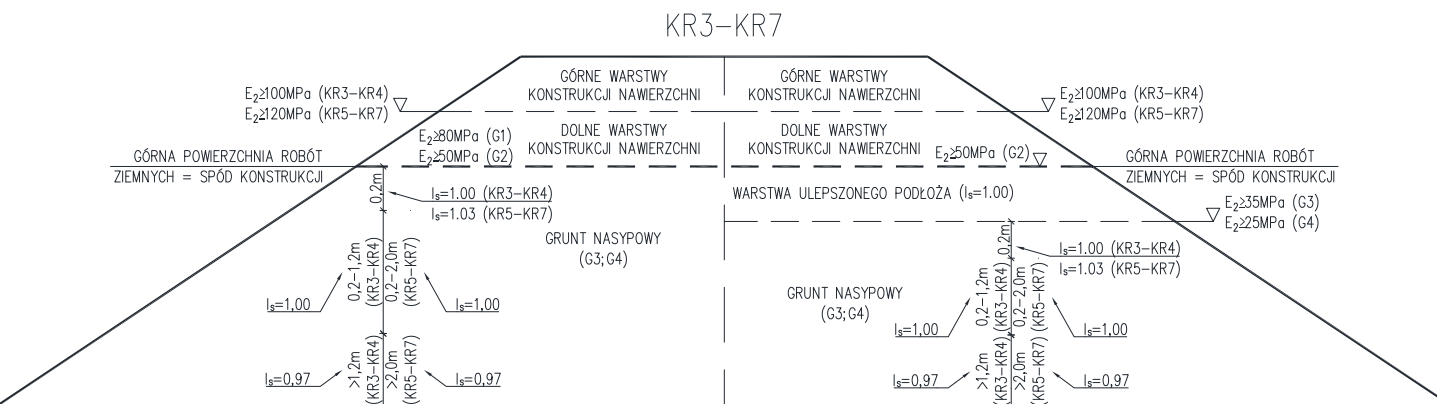 KR3-KR7
GÓRNE WARSTWY
KONSTRUKCJI NAWIERZCHNI
GÓRNE WARSTWY
KONSTRUKCJI NAWIERZCHNI
E₂≥100MPa (KR3-KR4)
E₂≥120MPa (KR5-KR7)
E₂≥100MPa (KR3-KR4)
E₂≥120MPa (KR5-KR7)
E₂≥80MPa (G1)
E₂≥50MPa (G2)
DOLNE WARSTWY
KONSTRUKCJI NAWIERZCHNI
DOLNE WARSTWY
KONSTRUKCJI NAWIERZCHNI
E₂≥50MPa (G2)
GÓRNA POWIERZCHNIA ROBÓT
ZIEMNYCH = SPÓD KONSTRUKCJI
GÓRNA POWIERZCHNIA ROBÓT
ZIEMNYCH = SPÓD KONSTRUKCJI
0,2m
Iₛ=1.00 (KR3-KR4)
Iₛ=1.03 (KR5-KR7)
WARSTWA ULEPSZONEGO PODŁOŻA (Iₛ=1.00)
E₂≥35MPa (G3)
E₂≥25MPa (G4)
GRUNT NASYPOWY
(G3;G4)
0,2m
Iₛ=1.00 (KR3-KR4)
Iₛ=1.03 (KR5-KR7)
0,2-1,2m
(KR3-KR4)
0,2-2,0m
(KR5-KR7)
Iₛ=1,00
Iₛ=1,00
GRUNT NASYPOWY
(G3;G4)
0,2-1,2m
(KR3-KR4)
0,2-2,0m
(KR5-KR7)
Iₛ=1,00
Iₛ=1,00
>1,2m
(KR3-KR4)
>2,0m
(KR5-KR7)
Iₛ=0,97
Iₛ=0,97
>1,2m
(KR3-KR4)
>2,0m
(KR5-KR7)
Iₛ=0,97
Iₛ=0,97